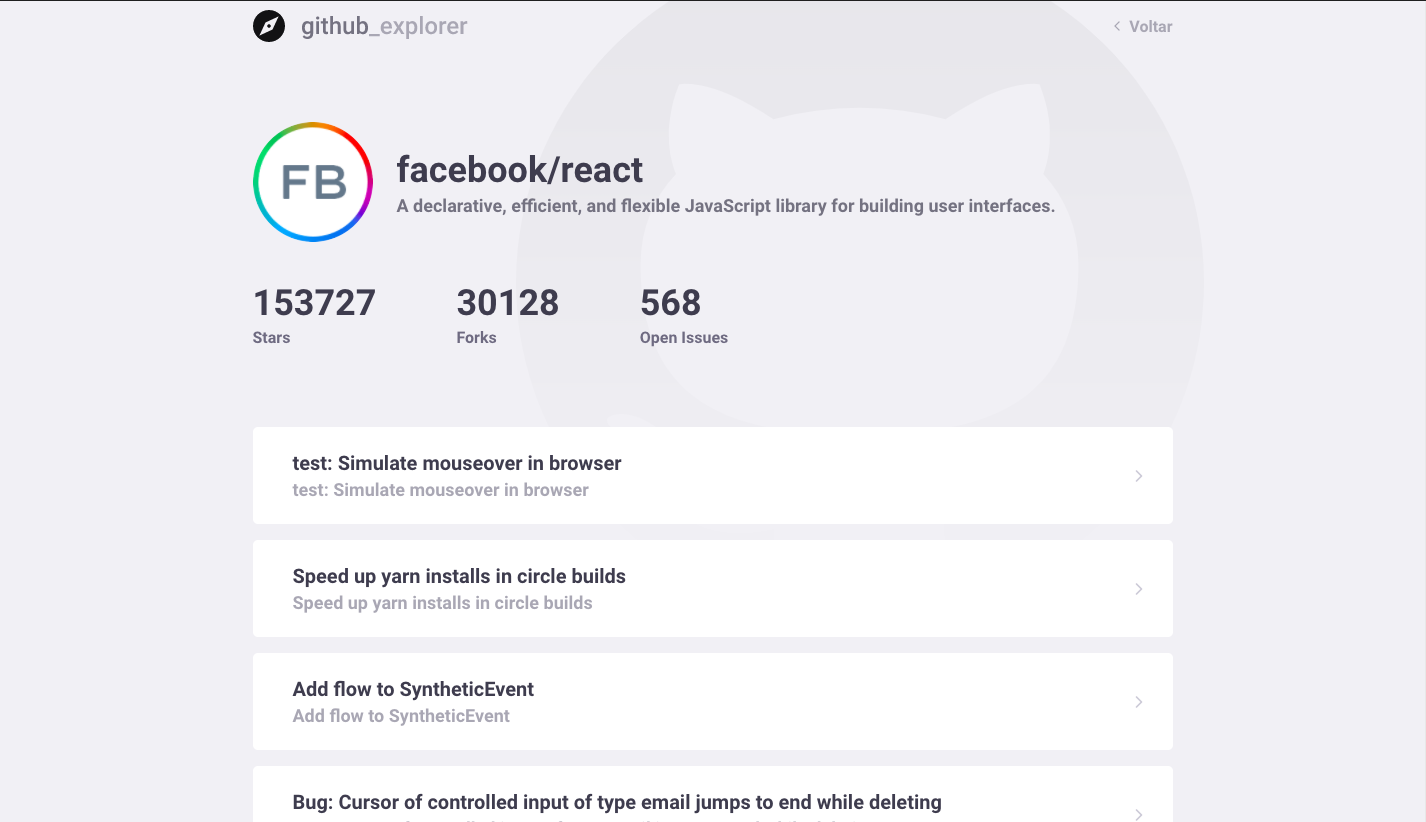 github_explorer
Voltar
FB
facebook/react
A declarative, efficient, and flexible JavaScript library for building user interfaces.
153727 30128 568
Stars Forks Open Issues
test: Simulate mouseover in browser
test: Simulate mouseover in browser
Speed up yarn installs in circle builds
Speed up yarn installs in circle builds
Add flow to SyntheticEvent
Add flow to SyntheticEvent
Bug: Cursor of controlled input of type email jumps to end while deleting